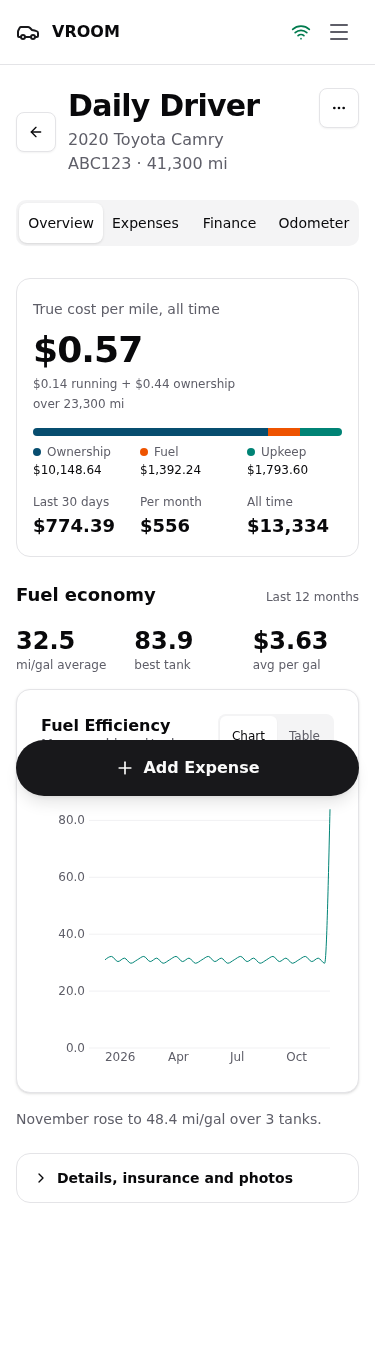 VROOM
Daily Driver
2020 Toyota Camry
ABC123 · 41,300 mi
Overview Expenses Finance Odometer
True cost per mile, all time
$0.57
$0.14 running + $0.44 ownership
over 23,300 mi
Ownership Fuel Upkeep
$10,148.64 $1,392.24 $1,793.60
Last 30 days Per month All time
$774.39 $556 $13,334
Fuel economy Last 12 months
32.5 83.9 $3.63
mi/gal average best tank avg per gal
Fuel Efficiency Chart Table
Add Expense
80.0
60.0
40.0
20.0
0.0
2026 Apr Jul Oct
November rose to 48.4 mi/gal over 3 tanks.
Details, insurance and photos